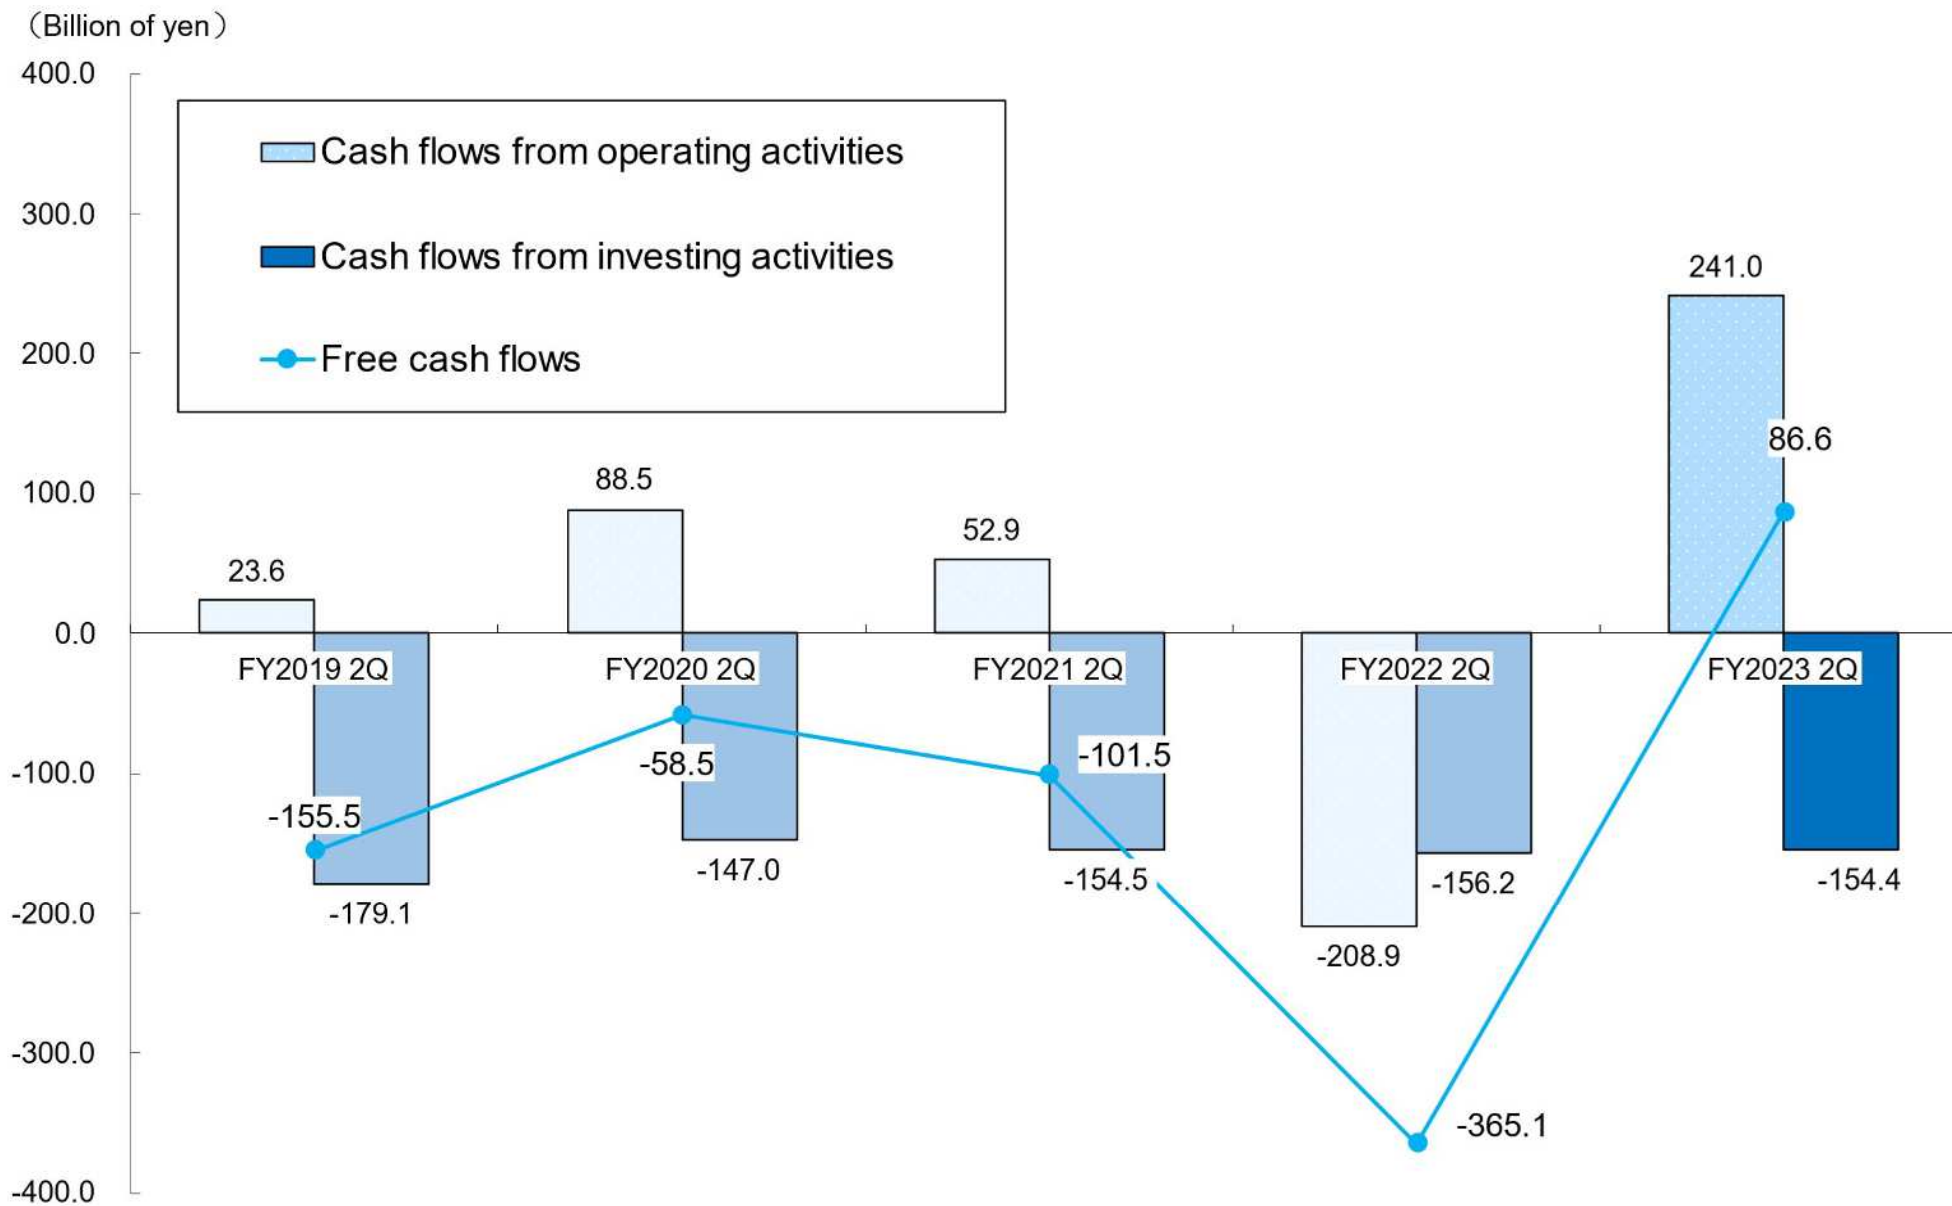 （Billion of yen）
400.0
300.0
200.0
100.0
0.0
-100.0
-200.0
-300.0
-400.0
Cash flows from operating activities
Cash flows from investing activities
Free cash flows
23.6
88.5
52.9
241.0
86.6
FY2019 2Q
FY2020 2Q
FY2021 2Q
FY2022 2Q
FY2023 2Q
-155.5
-58.5
-101.5
-179.1
-147.0
-154.5
-156.2
-154.4
-208.9
-365.1